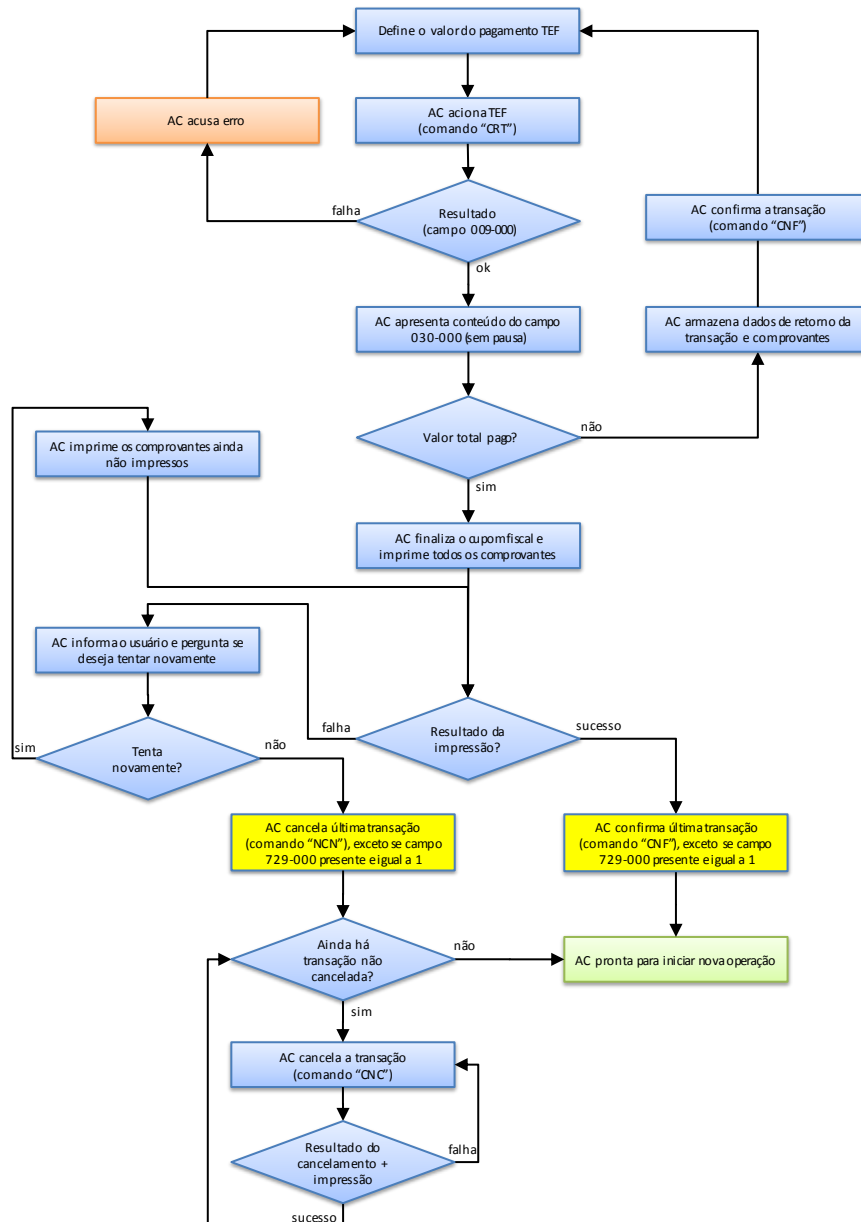 Define o valor do pagamento TEF
AC acusa erro
AC aciona TEF
(comando “CRT”)
falha
Resultado
(campo 009-000)
ok
AC confirma a transação
(comando “CNF”)
AC apresenta conteúdo do campo
030-000 (sem pausa)
AC armazena dados de retorno da
transação e comprovantes
Valor total pago?
não
sim
AC imprime os comprovantes ainda
não impressos
AC finaliza o cupom fiscal e
imprime todos os comprovantes
AC informa o usuário e pergunta se
deseja tentar novamente
falha
Resultado da
impressão?
sucesso
sim
Tenta
novamente?
não
AC cancela última transação
(comando “NCN”), exceto se campo
729-000 presente e igual a 1
AC confirma última transação
(comando “CNF”), exceto se campo
729-000 presente e igual a 1
Ainda há
transação não
cancelada?
não
AC pronta para iniciar nova operação
sim
AC cancela a transação
(comando “CNC”)
Resultado do
cancelamento +
impressão
falha
sucesso